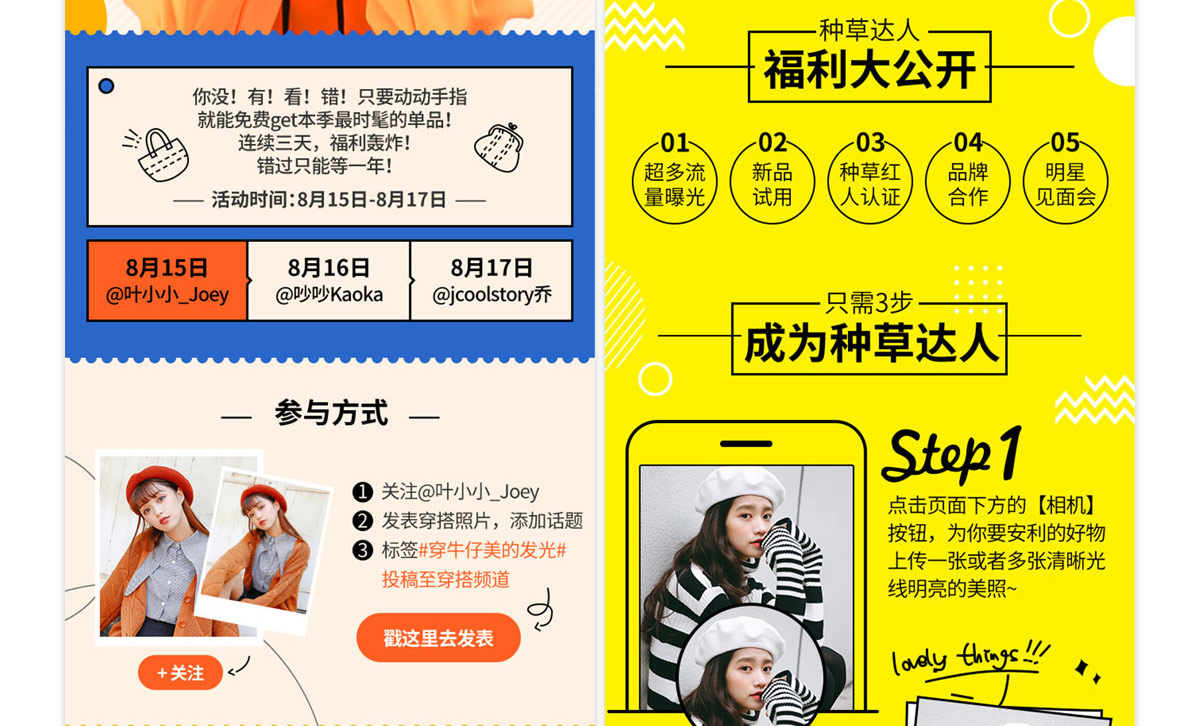 你没！有！看！错！只要动动手指
就能免费get本季最时髦的单品！
连续三天，福利轰炸！
错过只能等一年！
活动时间：8月15日-8月17日
8月15日
@叶小小_Joey
8月16日
@吵吵Kaoka
8月17日
@jcoolstory乔
参与方式
1 关注@叶小小_Joey
2 发表穿搭照片，添加话题
3 标签#穿牛仔美的发光#
投稿至穿搭频道
戳这里去发表
+关注
种草达人
福利大公开
01
超多流
量曝光
02
新品
试用
03
种草红
人认证
04
品牌
合作
05
明星
见面会
只需3步
成为种草达人
Step1
点击页面下方的【相机】
按钮，为你要安利的好物
上传一张或者多张清晰光
线明亮的美照~
lady things!!!